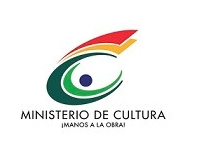 MINISTERIO DE CULTURA
¡MANOS A LA OBRA!